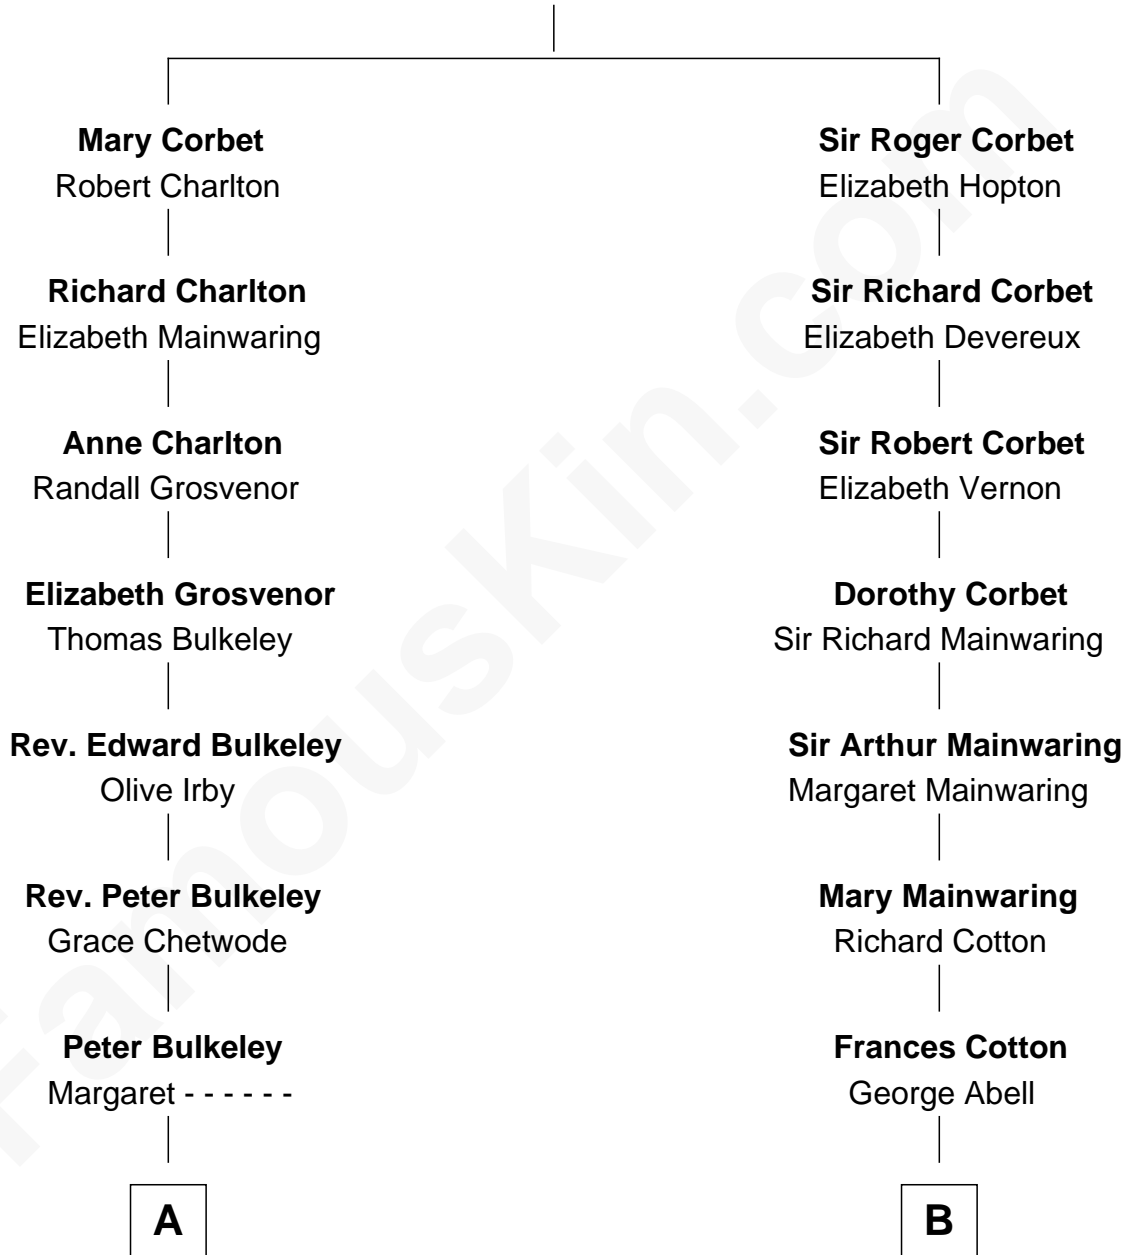 Mary Corbet
Robert Charlton
Richard Charlton
Elizabeth Mainwaring
Anne Charlton
Randall Grosvenor
Elizabeth Grosvenor
Thomas Bulkeley
Rev. Edward Bulkeley
Olive Irby
Rev. Peter Bulkeley
Grace Chetwode
Peter Bulkeley
Margaret - - - - - -
A
Sir Roger Corbet
Elizabeth Hopton
Sir Richard Corbet
Elizabeth Devereux
Sir Robert Corbet
Elizabeth Vernon
Dorothy Corbet
Sir Richard Mainwaring
Sir Arthur Mainwaring
Margaret Mainwaring
Mary Mainwaring
Richard Cotton
Frances Cotton
George Abell
B
FamousKin.com